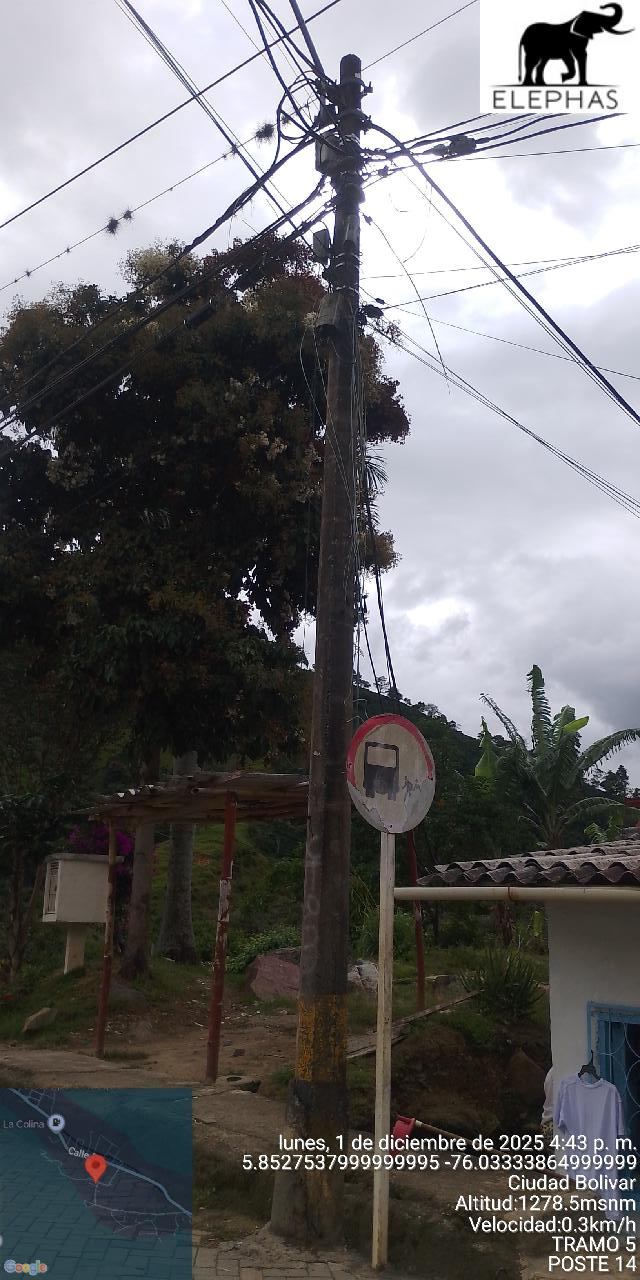 ELEPHAS
La Colina
Calle
lunes, 1 de diciembre de 2025 4:43 p. m.
5.8527537999999995 -76.03333864999999
Ciudad Bolivar
Altitud:1278.5msnm
Velocidad:0.3km/h
TRAMO 5
POSTE 14
Google